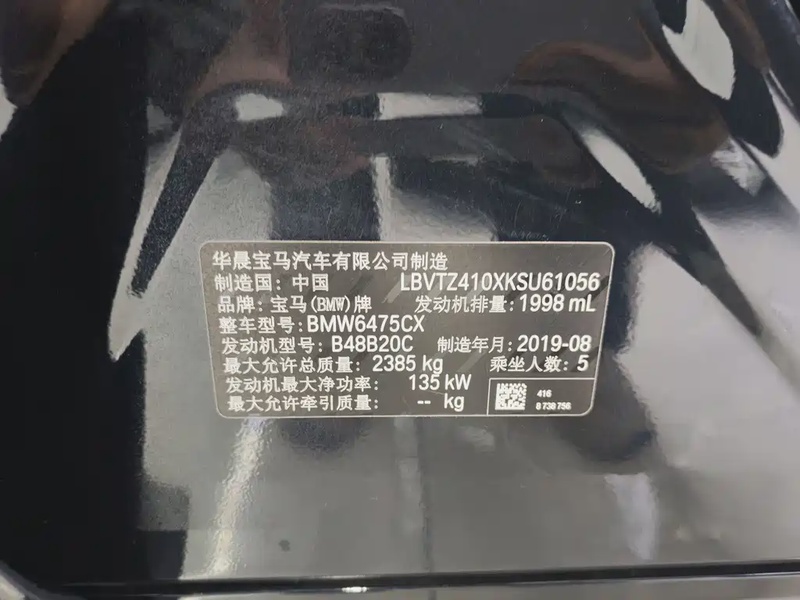 华晨宝马汽车有限公司制造
制造国: 中国 LBVTZ410XKSU61056
品牌: 宝马(BMW)牌 发动机排量: 1998 mL
整车型号: BMW6475CX
发动机型号: B48B20C 制造年月: 2019-08
最大允许总质量: 2385 kg 乘坐人数: 5
发动机最大净功率: 135 kW
最大允许牵引质量: -- kg
416
8 738 756